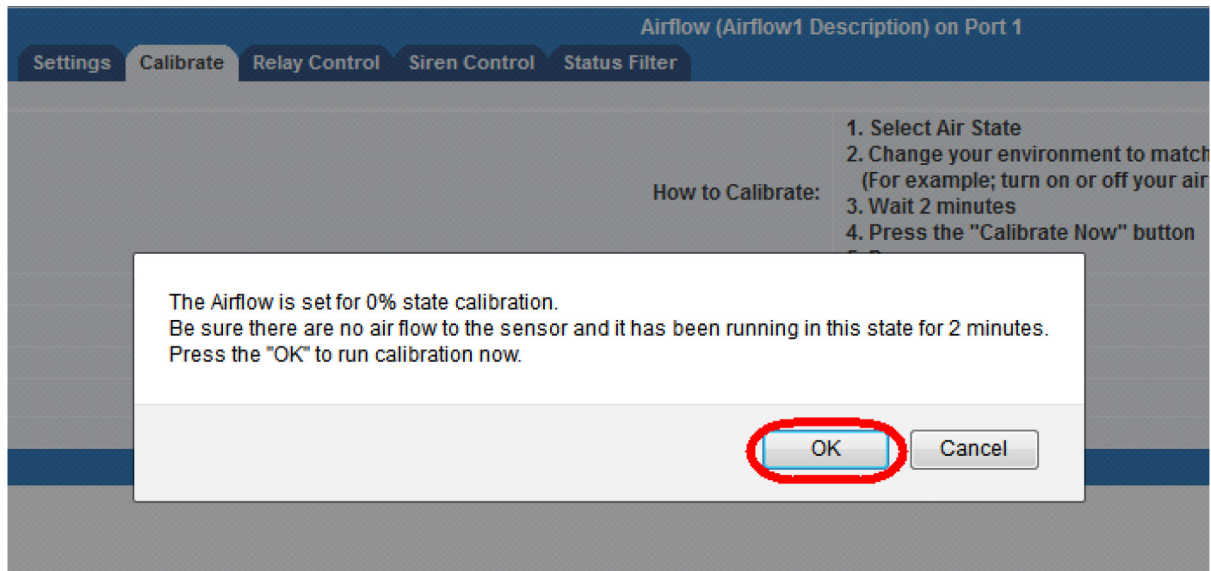 Airflow (Airflow1 Description) on Port 1
Settings Calibrate Relay Control Siren Control Status Filter
How to Calibrate:
1. Select Air State
2. Change your environment to match
(For example; turn on or off your air
3. Wait 2 minutes
4. Press the "Calibrate Now" button
The Airflow is set for 0% state calibration.
Be sure there are no air flow to the sensor and it has been running in this state for 2 minutes.
Press the "OK" to run calibration now.
OK Cancel